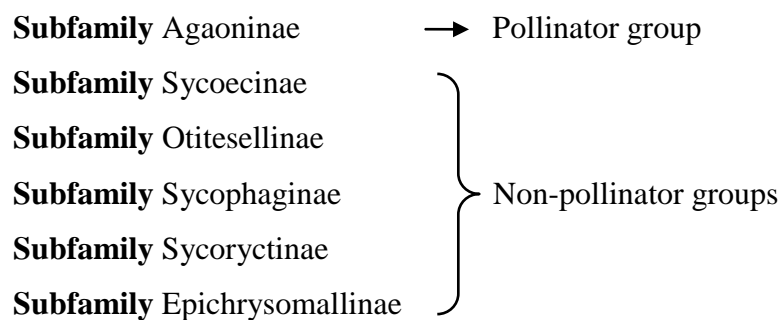 Subfamily Agaoninae → Pollinator group
Subfamily Sycoecinae
Subfamily Otitesellinae
Subfamily Sycophaginae Non-pollinator groups
Subfamily Sycoryctinae
Subfamily Epichrysomallinae